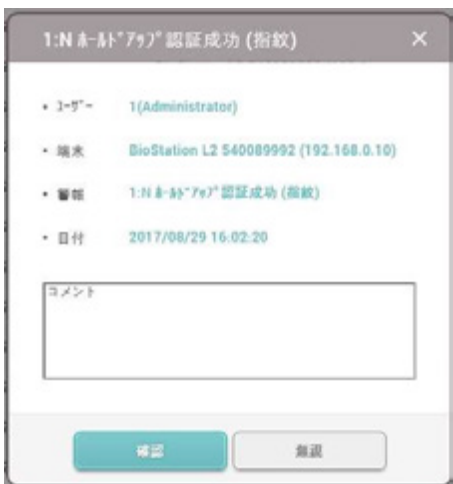 1:N ﾎｰﾙﾄﾞｱｯﾌﾟ認証成功 (指紋)
• ﾕｰｻﾞｰ 1(Administrator)
• 端末 BioStation L2 540089992 (192.168.0.10)
• 警報 1:N ﾎｰﾙﾄﾞｱｯﾌﾟ認証成功 (指紋)
• 日付 2017/08/29 16:02:20
コメント
確認 無視